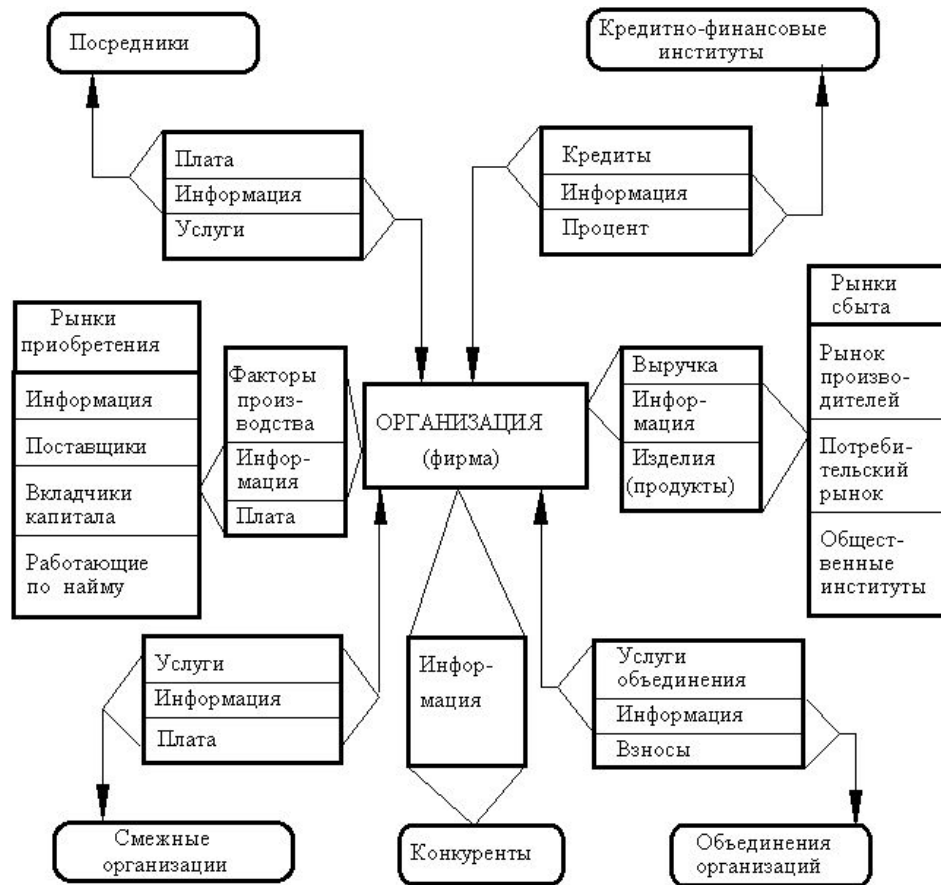 Посредники
Кредитно-финансовые
институты
Плата
Информация
Услуги
Кредиты
Информация
Процент
Рынки
приобретения
Информация
Поставщики
Вкладчики
капитала
Работающие
по найму
Факторы
произ-
водства
Инфор-
мация
Плата
ОРГАНИЗАЦИЯ
(фирма)
Выручка
Инфор-
мация
Изделия
(продукты)
Рынки
сбыта
Рынок
произво-
дителей
Потреби-
тельский
рынок
Общест-
венные
институты
Услуги
Информация
Плата
Инфор-
мация
Услуги
объединения
Информация
Взносы
Смежные
организации
Конкуренты
Объединения
организаций